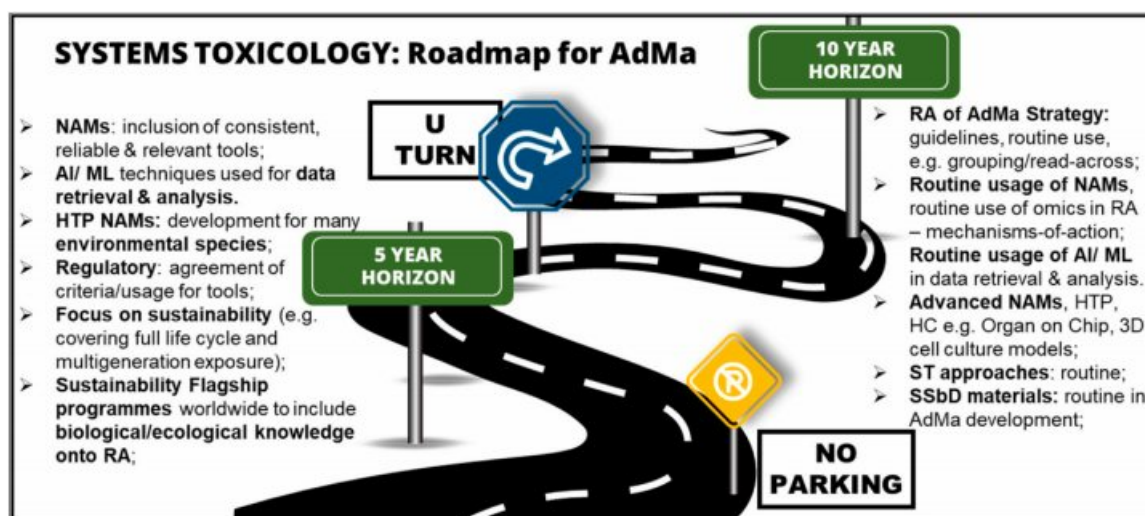 SYSTEMS TOXICOLOGY: Roadmap for AdMa
➢ NAMs: inclusion of consistent,
reliable & relevant tools;
➢ AI/ ML techniques used for data
retrieval & analysis.
➢ HTP NAMs: development for many
environmental species;
➢ Regulatory: agreement of
criteria/usage for tools;
➢ Focus on sustainability (e.g.
covering full life cycle and
multigeneration exposure);
➢ Sustainability Flagship
programmes worldwide to include
biological/ecological knowledge
onto RA;
U
TURN
5 YEAR
HORIZON
10 YEAR
HORIZON
P
NO
PARKING
➢ RA of AdMa Strategy:
guidelines, routine use,
e.g. grouping/read-across;
➢ Routine usage of NAMs,
routine use of omics in RA
– mechanisms-of-action;
➢ Routine usage of AI/ ML
in data retrieval & analysis.
➢ Advanced NAMs, HTP,
HC e.g. Organ on Chip, 3D
cell culture models;
➢ ST approaches: routine;
➢ SSbD materials: routine in
AdMa development;